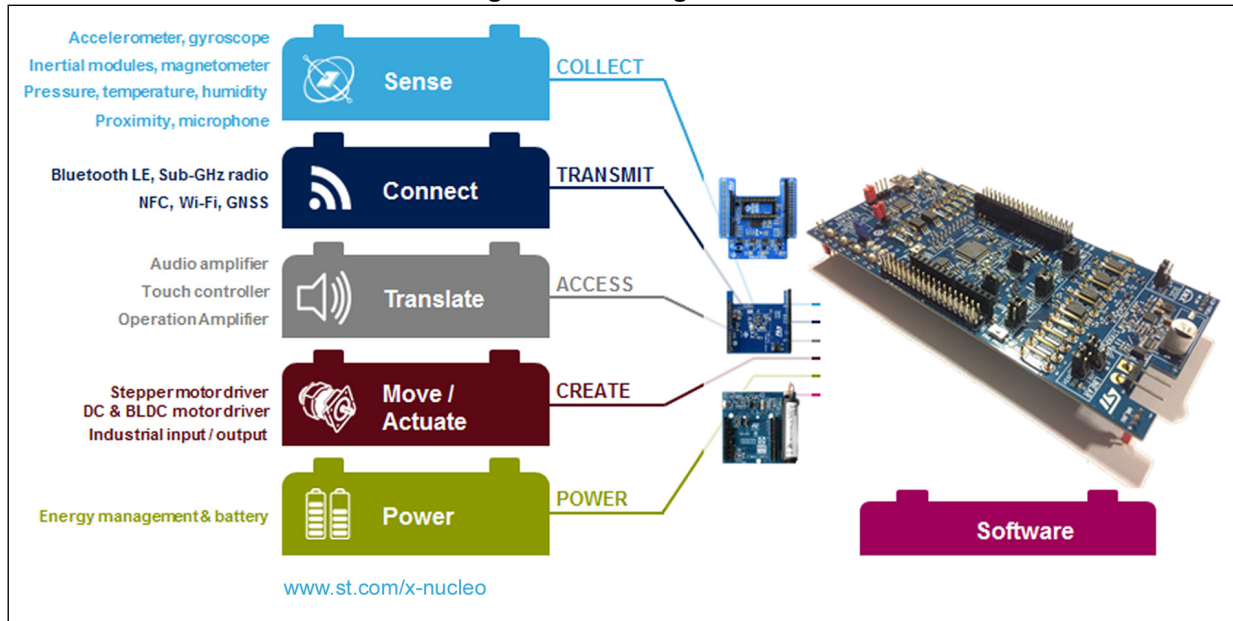 Accelerometer, gyroscope
Inertial modules, magnetometer
Pressure, temperature, humidity
Proximity, microphone
Sense
COLLECT
Bluetooth LE, Sub-GHz radio
NFC, Wi-Fi, GNSS
Connect
TRANSMIT
Audio amplifier
Touch controller
Operation Amplifier
Translate
ACCESS
Stepper motor driver
DC & BLDC motor driver
Industrial input / output
Move /
Actuate
CREATE
Energy management & battery
Power
POWER
Software
www.st.com/x-nucleo